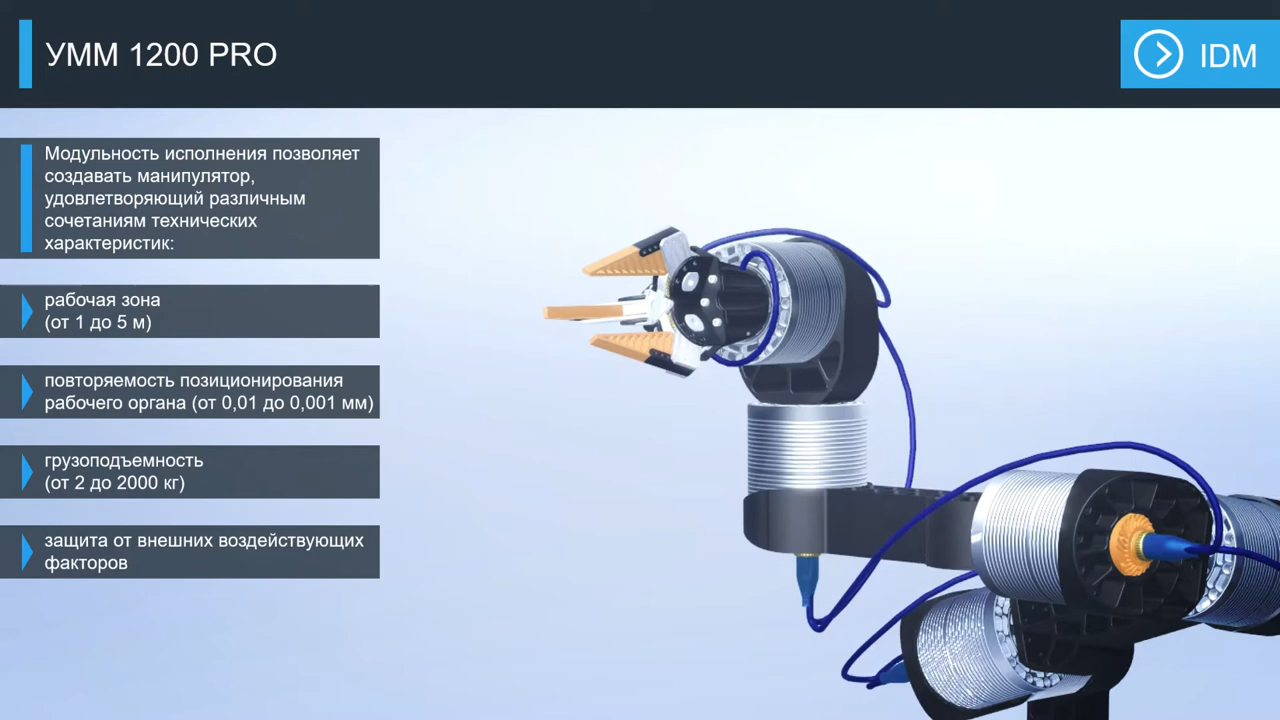 УММ 1200 PRO
IDM
Модульность исполнения позволяет
создавать манипулятор,
удовлетворяющий различным
сочетаниям технических
характеристик:
рабочая зона
(от 1 до 5 м)
повторяемость позиционирования
рабочего органа (от 0,01 до 0,001 мм)
грузоподъемность
(от 2 до 2000 кг)
защита от внешних воздействующих
факторов